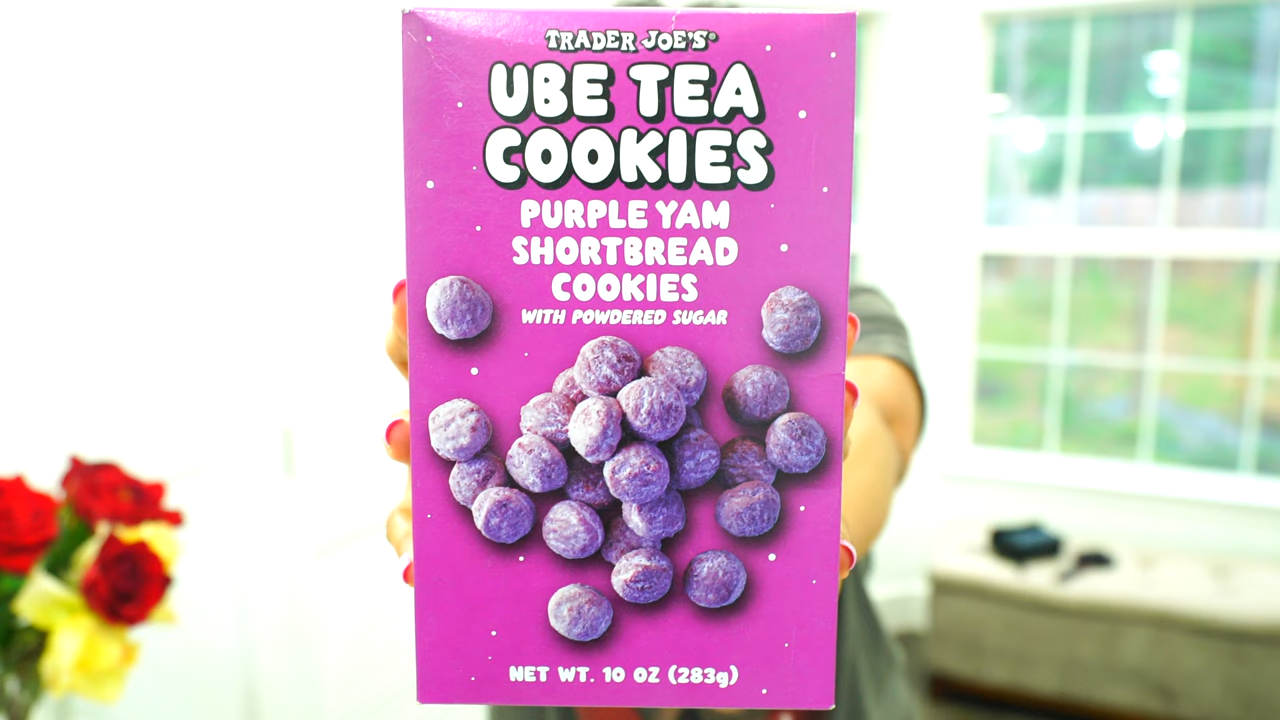 TRADER JOE'S®
UBE TEA
COOKIES
PURPLE YAM
SHORTBREAD
COOKIES
WITH POWDERED SUGAR
NET WT. 10 OZ (283g)